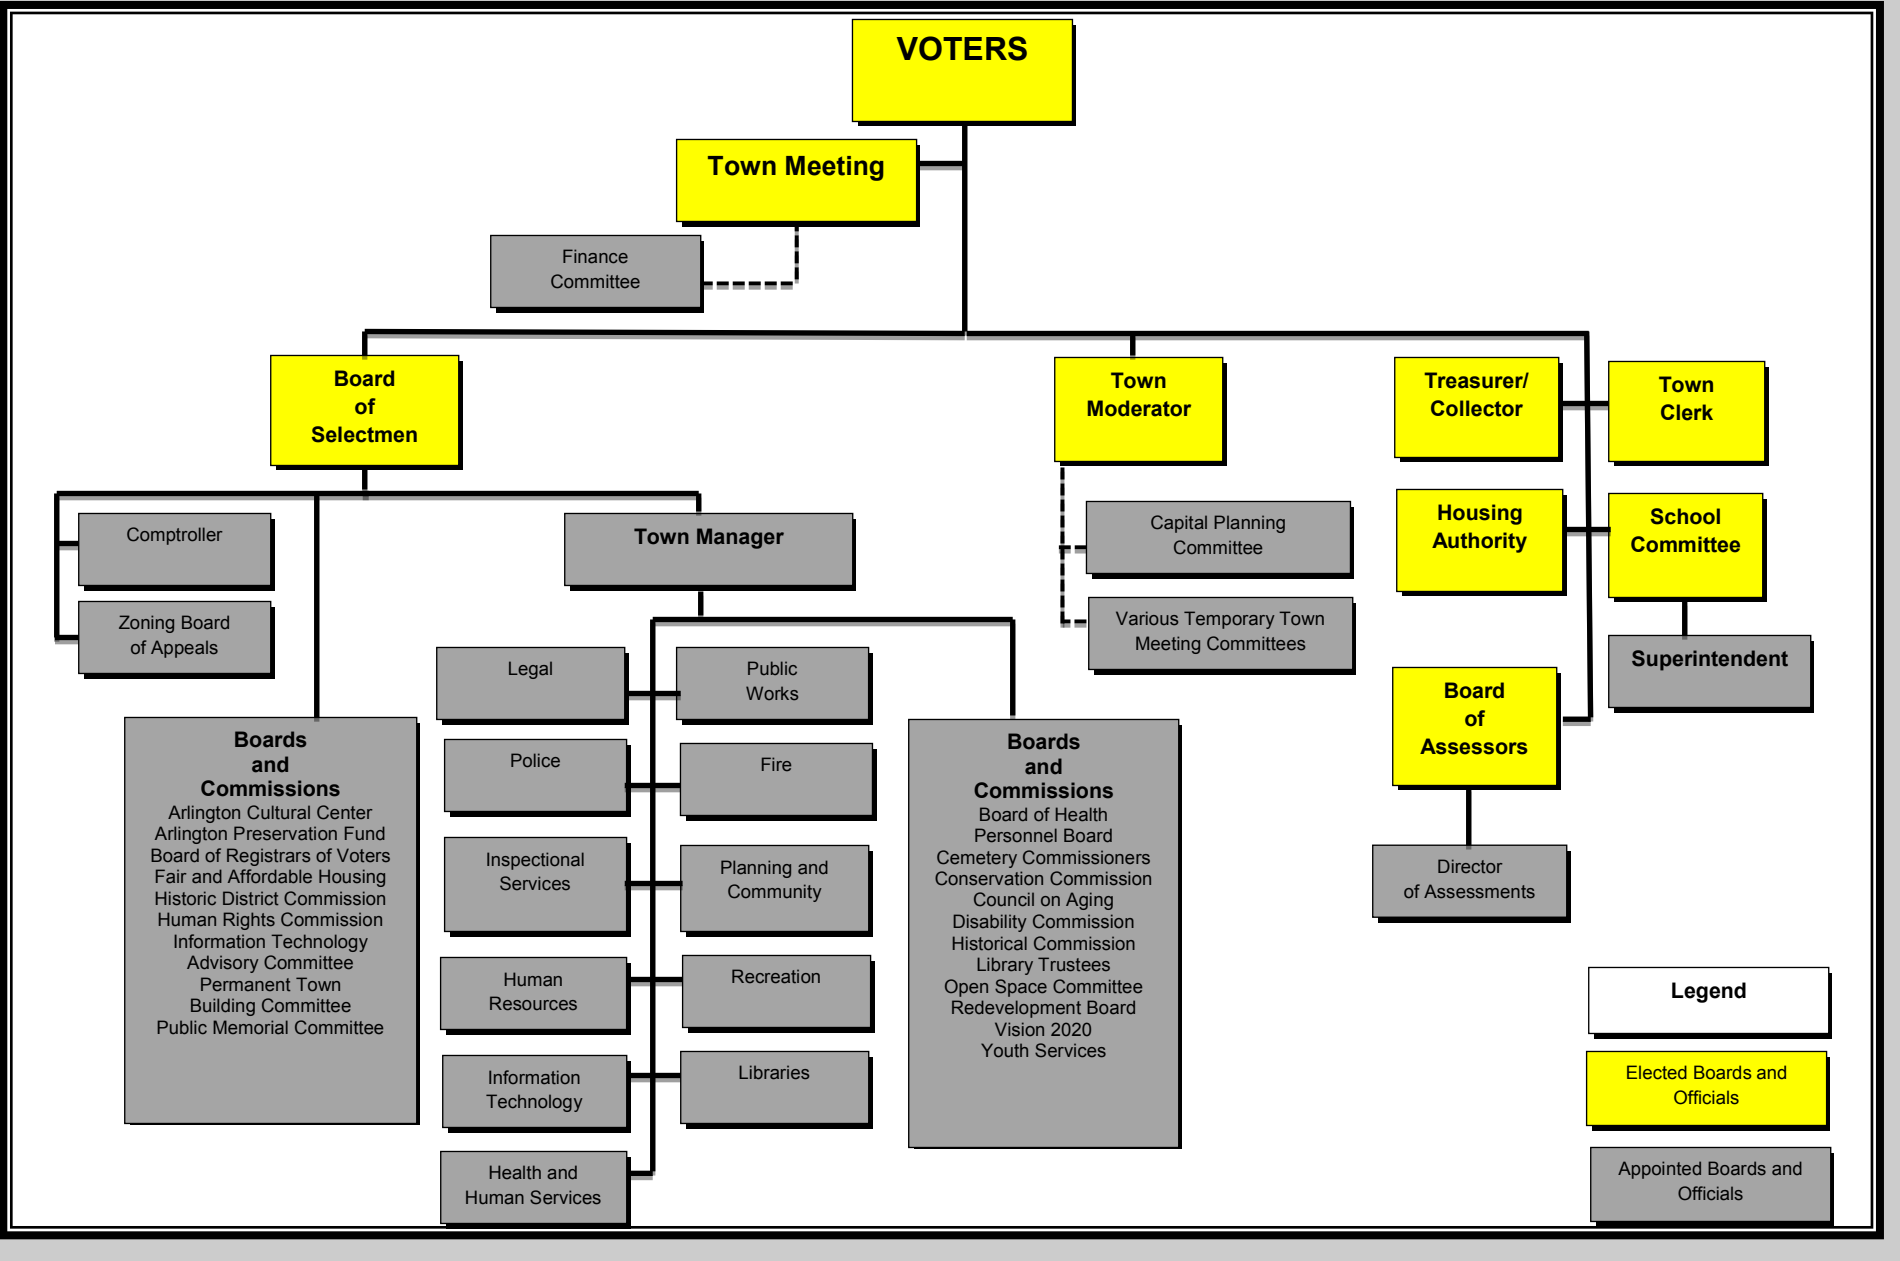 VOTERS
Town Meeting
Finance
Committee
Board
of
Selectmen
Town
Moderator
Treasurer/
Collector
Town
Clerk
Comptroller
Zoning Board
of Appeals
Town Manager
Capital Planning
Committee
Various Temporary Town
Meeting Committees
Housing
Authority
School
Committee
Superintendent
Board
of
Assessors
Director
of Assessments
Boards
and
Commissions
Arlington Cultural Center
Arlington Preservation Fund
Board of Registrars of Voters
Fair and Affordable Housing
Historic District Commission
Human Rights Commission
Information Technology
Advisory Committee
Permanent Town
Building Committee
Public Memorial Committee
Legal
Public
Works
Police
Fire
Inspectional
Services
Planning and
Community
Human
Resources
Recreation
Information
Technology
Libraries
Health and
Human Services
Boards
and
Commissions
Board of Health
Personnel Board
Cemetery Commissioners
Conservation Commission
Council on Aging
Disability Commission
Historical Commission
Library Trustees
Open Space Committee
Redevelopment Board
Vision 2020
Youth Services
Legend
Elected Boards and
Officials
Appointed Boards and
Officials